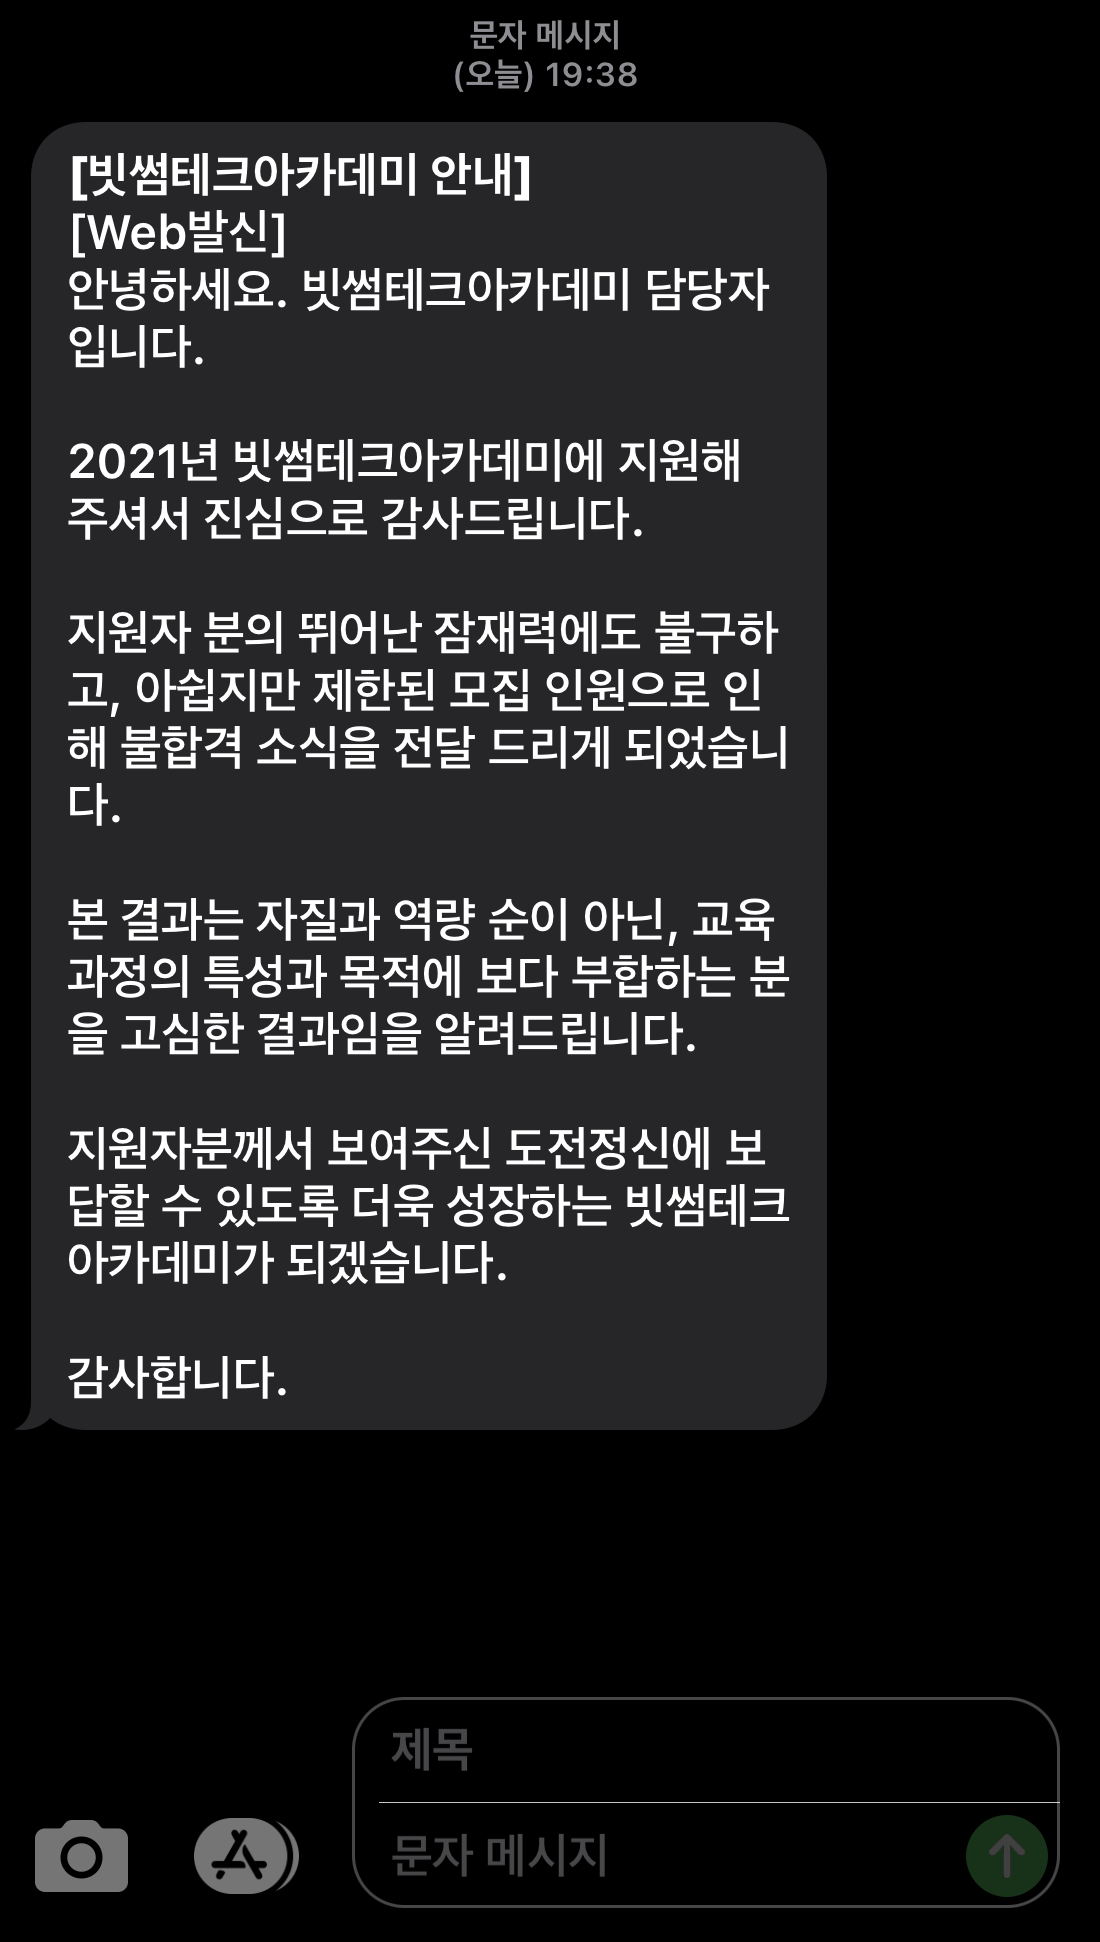 문자 메시지
(오늘) 19:38
[빗썸테크아카데미 안내]
[Web발신]
안녕하세요. 빗썸테크아카데미 담당자
입니다.
2021년 빗썸테크아카데미에 지원해
주셔서 진심으로 감사드립니다.
지원자 분의 뛰어난 잠재력에도 불구하
고, 아쉽지만 제한된 모집 인원으로 인
해 불합격 소식을 전달 드리게 되었습니
다.
본 결과는 자질과 역량 순이 아닌, 교육
과정의 특성과 목적에 보다 부합하는 분
을 고심한 결과임을 알려드립니다.
지원자분께서 보여주신 도전정신에 보
답할 수 있도록 더욱 성장하는 빗썸테크
아카데미가 되겠습니다.
감사합니다.
제목
문자 메시지